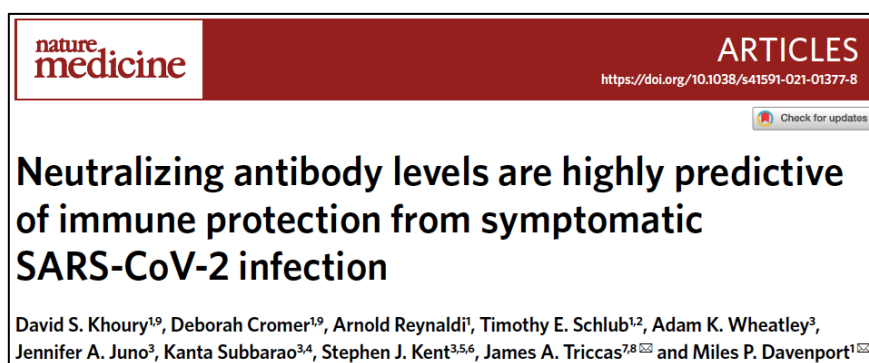 nature
medicine
ARTICLES
https://doi.org/10.1038/s41591-021-01377-8
Check for updates
Neutralizing antibody levels are highly predictive
of immune protection from symptomatic
SARS-CoV-2 infection
David S. Khoury1,9, Deborah Cromer1,9, Arnold Reynaldi1, Timothy E. Schlub1,2, Adam K. Wheatley3,
Jennifer A. Juno3, Kanta Subbarao3,4, Stephen J. Kent3,5,6, James A. Triccas7,8 ✉ and Miles P. Davenport1 ✉